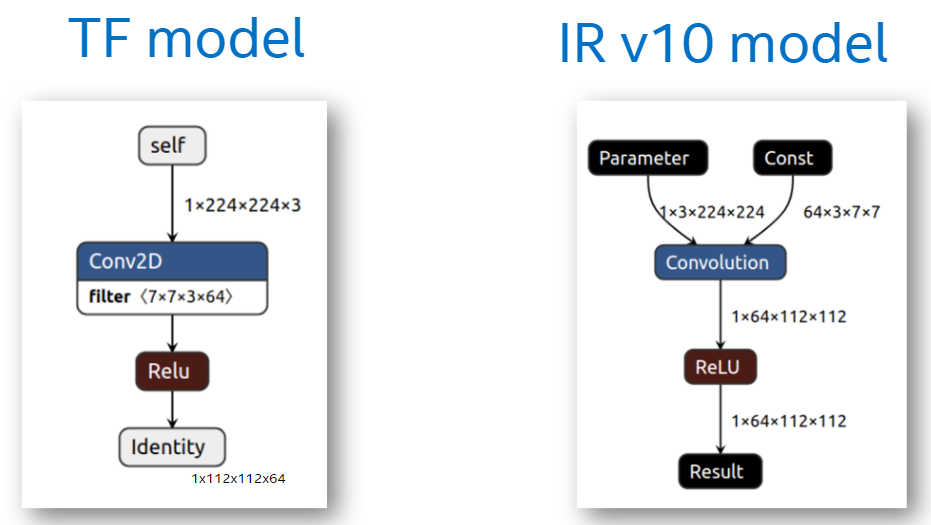 TF model
self
1×224×224×3
Conv2D
filter〈7×7×3×64〉
Relu
Identity
1x112x112x64
IR v10 model
Parameter
Const
1×3×224×224
64×3×7×7
Convolution
1×64×112×112
ReLU
1×64×112×112
Result